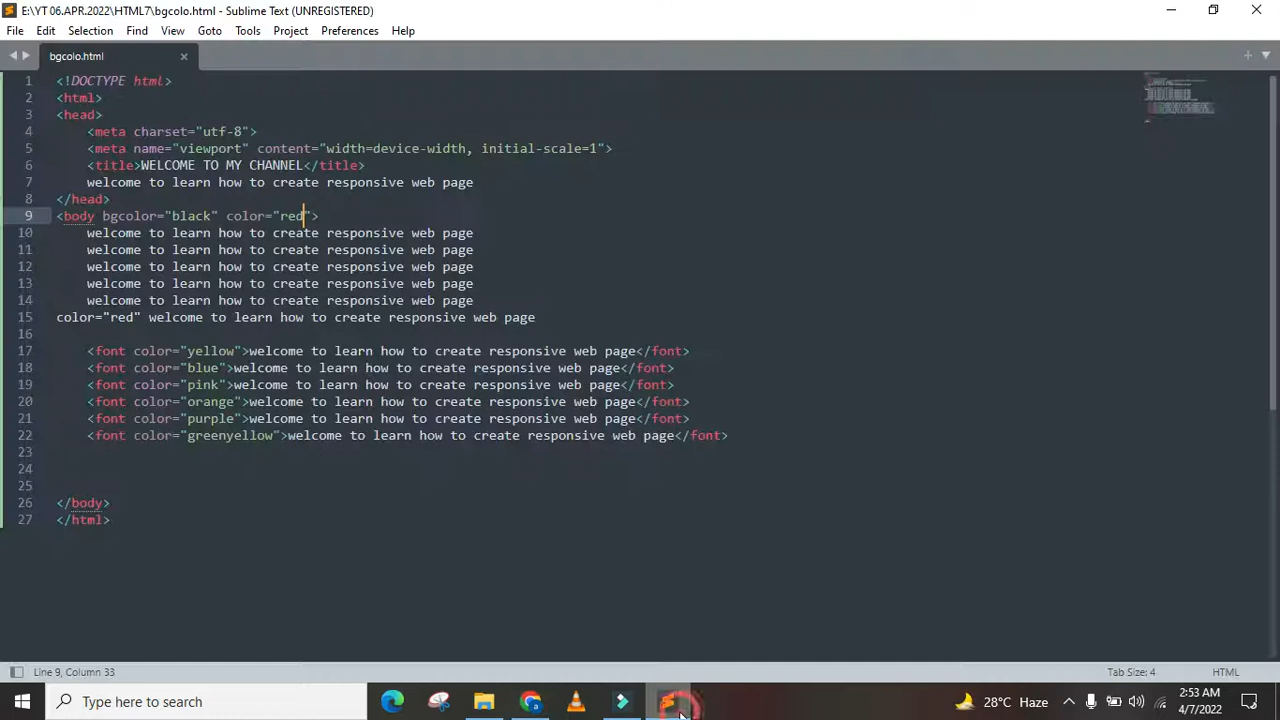 E:\YT 06.APR.2022\HTML7\bgcolo.html - Sublime Text (UNREGISTERED)
File Edit Selection Find View Goto Tools Project Preferences Help
bgcolo.html
1 <!DOCTYPE html>
2 <html>
3 <head>
4 <meta charset="utf-8">
5 <meta name="viewport" content="width=device-width, initial-scale=1">
6 <title>WELCOME TO MY CHANNEL</title>
7 welcome to learn how to create responsive web page
8 </head>
9 <body bgcolor="black" color="red">
10 welcome to learn how to create responsive web page
11 welcome to learn how to create responsive web page
12 welcome to learn how to create responsive web page
13 welcome to learn how to create responsive web page
14 welcome to learn how to create responsive web page
15 color="red" welcome to learn how to create responsive web page
16
17 <font color="yellow">welcome to learn how to create responsive web page</font>
18 <font color="blue">welcome to learn how to create responsive web page</font>
19 <font color="pink">welcome to learn how to create responsive web page</font>
20 <font color="orange">welcome to learn how to create responsive web page</font>
21 <font color="purple">welcome to learn how to create responsive web page</font>
22 <font color="greenyellow">welcome to learn how to create responsive web page</font>
23
24
25
26 </body>
27 </html>
Line 9, Column 33 Tab Size: 4 HTML
Type here to search 28°C Haze 2:53 AM
4/7/2022